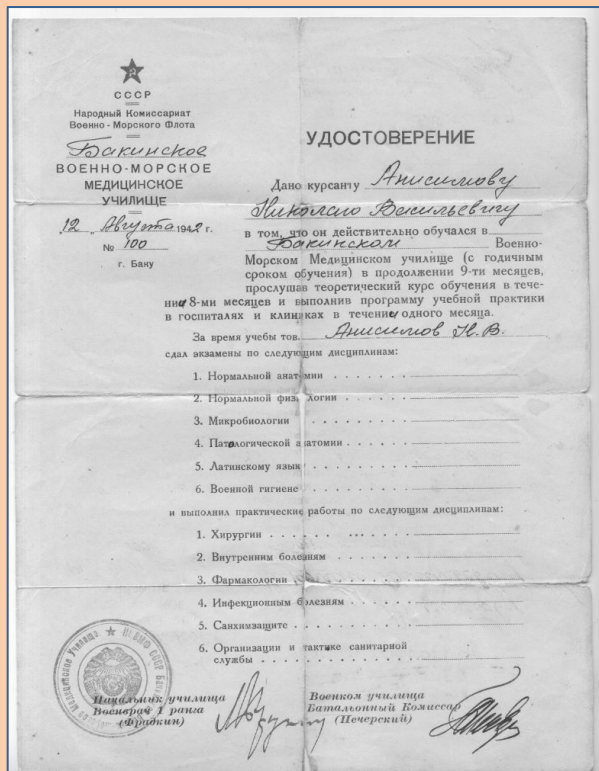 СССР
Народный Комиссариат
Военно-Морского Флота
Бакинское
ВОЕННО-МОРСКОЕ
МЕДИЦИНСКОЕ
УЧИЛИЩЕ
12 Августа 1942 г.
№ 100
г. Баку
УДОСТОВЕРЕНИЕ
Дано курсанту Анисимову
Николаю Васильевичу
в том, что он действительно обучался в
Бакинском Военно-
Морском Медицинском училище (с годичным
сроком обучения) в продолжении 9-ти месяцев,
прослушав теоретический курс обучения в тече-
нии 8-ми месяцев и выполнив программу учебной практики
в госпиталях и клиниках в течении одного месяца.
За время учебы тов. Анисимов Н.В.
сдал экзамены по следующим дисциплинам:
1. Нормальной анатомии
2. Нормальной физиологии
3. Микробиологии
4. Патологической анатомии
5. Латинскому языку
6. Военной гигиене
и выполнил практические работы по следующим дисциплинам:
1. Хирургии
2. Внутренним болезням
3. Фармакологии
4. Инфекционным болезням
5. Санхимзащите
6. Организации и тактике санитарной
службы
Начальник училища
Военврач 1 ранга
(Фрадкин)
Военком училища
Батальонный Комиссар
(Печерский)